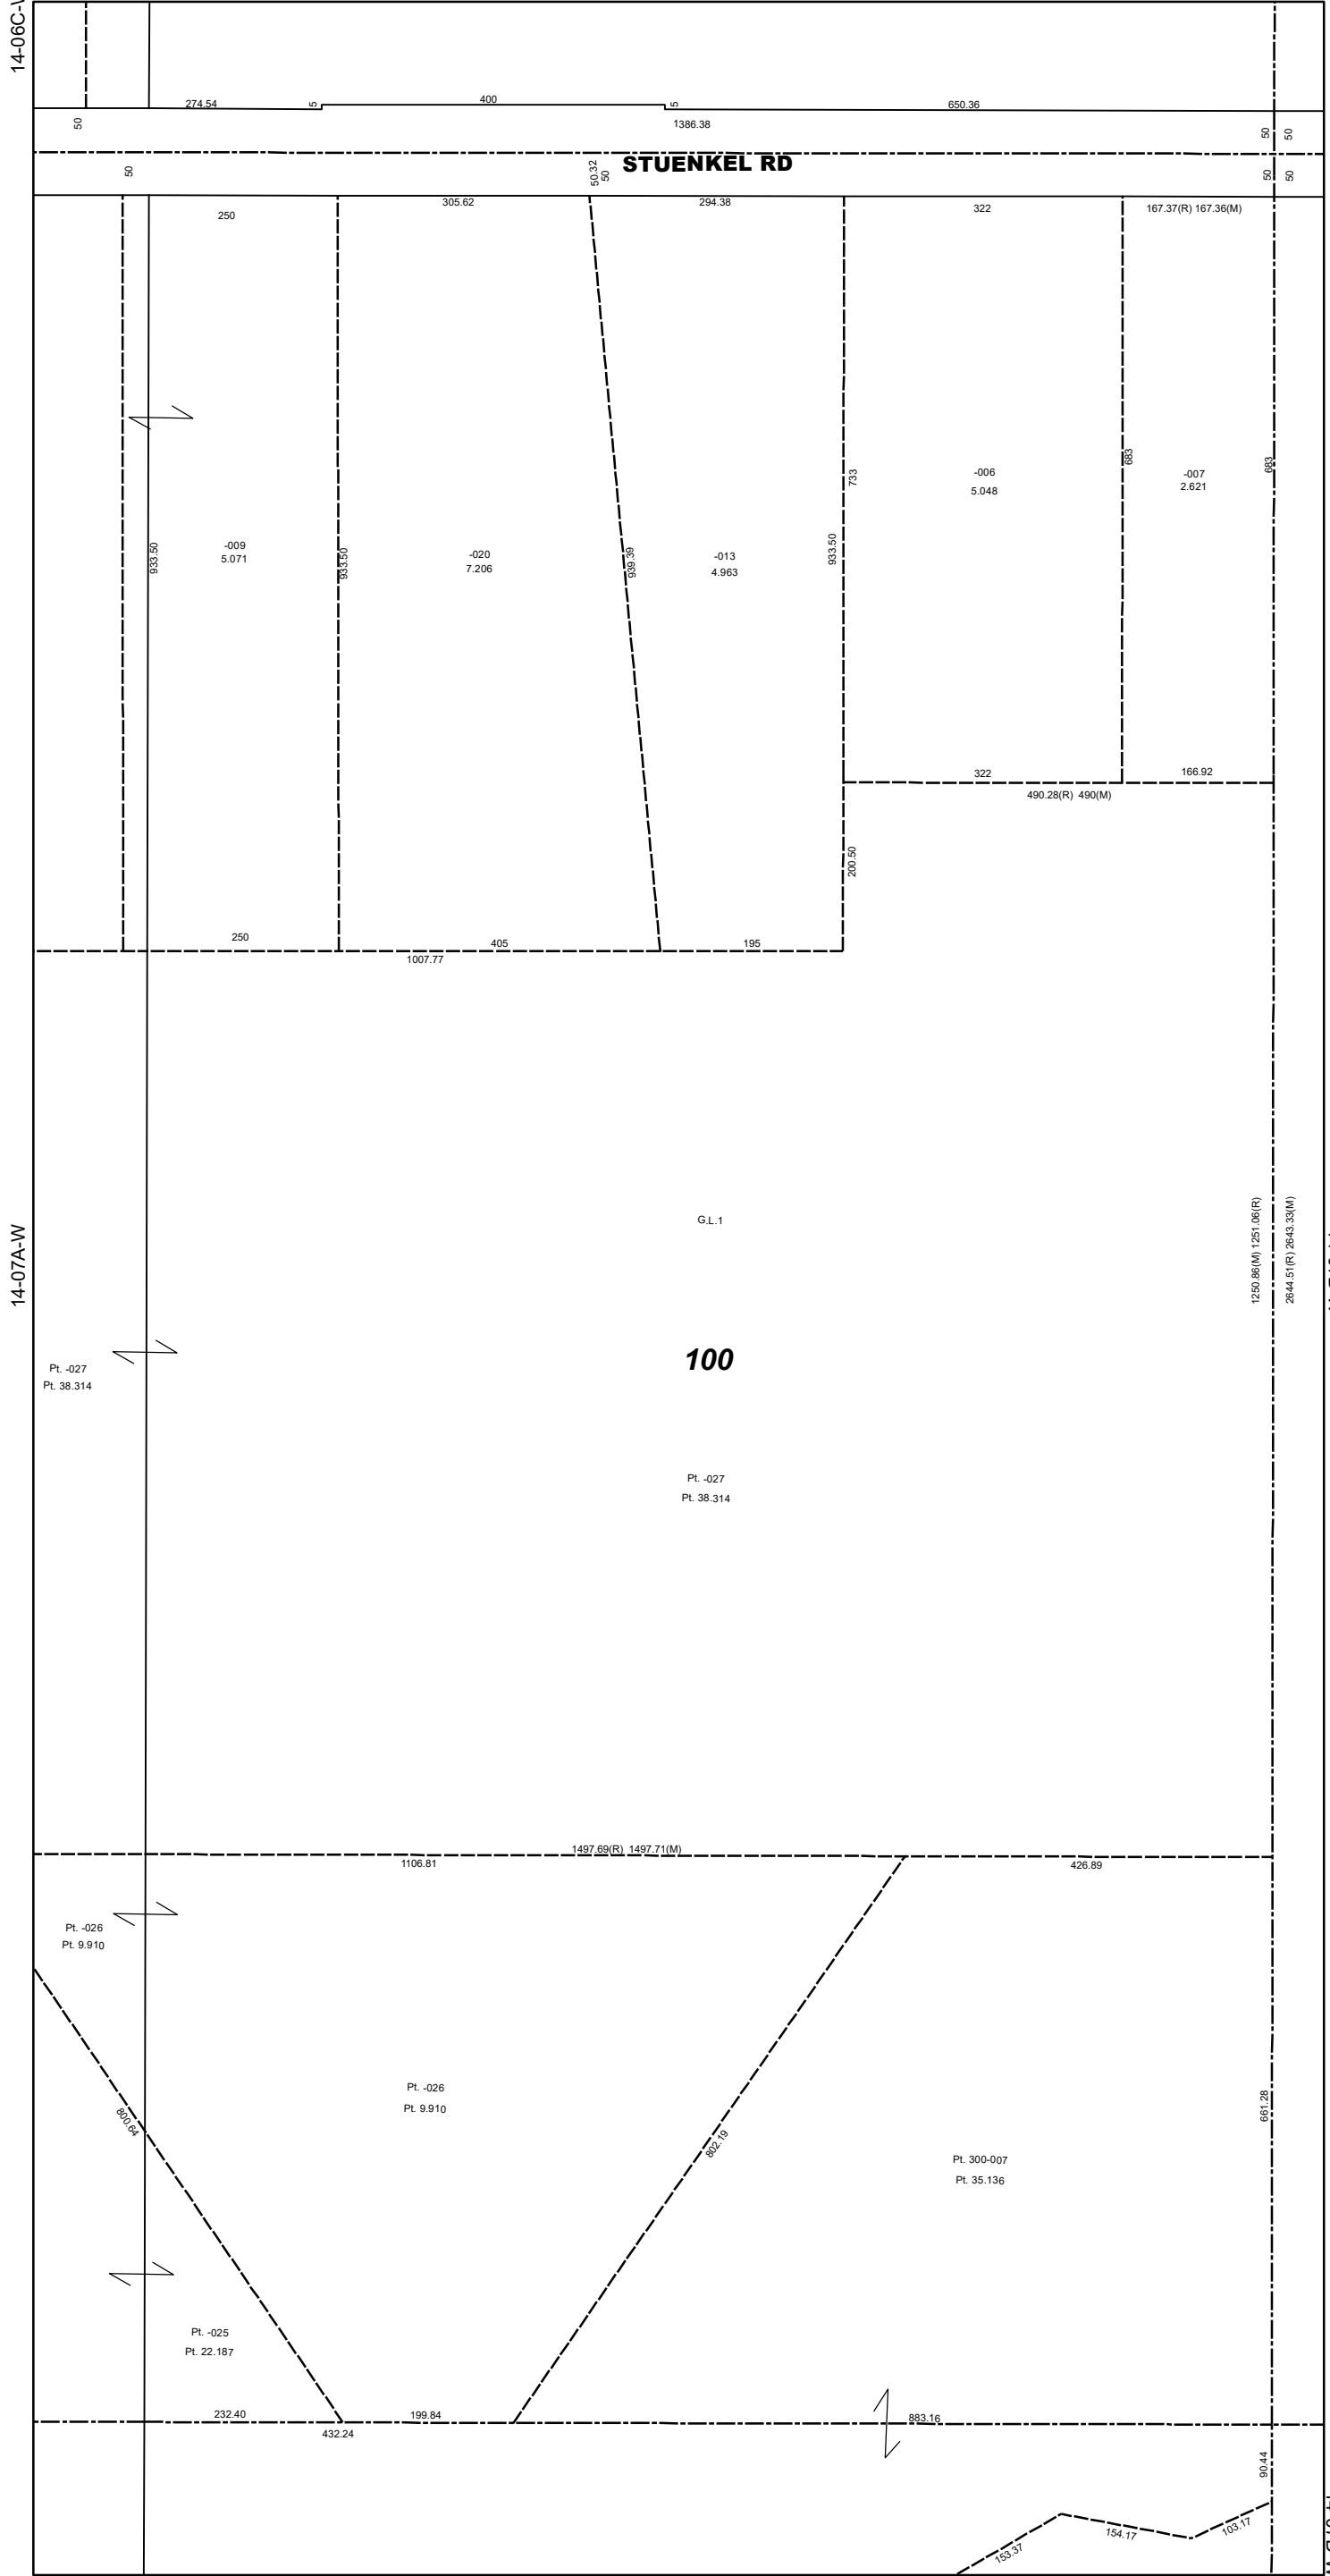 14-06C-W
274.54
5
400
5
650.36
50
1386.38
50
50
50
50.32
50
STUENKEL RD
50
50
250
305.62
294.38
322
167.37(R) 167.36(M)
933.50
-009
5.071
933.50
-020
7.206
939.39
-013
4.963
933.50
733
-006
5.048
683
-007
2.621
683
322
166.92
490.28(R) 490(M)
200.50
250
405
195
1007.77
14-07A-W
G.L.1
1250.86(M) 1251.06(R)
2644.51(R) 2643.33(M)
100
Pt. -027
Pt. 38.314
Pt. -027
Pt. 38.314
1497.69(R) 1497.71(M)
1106.81
426.89
Pt. -026
Pt. 9.910
Pt. -026
Pt. 9.910
800.64
802.19
661.28
Pt. 300-007
Pt. 35.136
Pt. -025
Pt. 22.187
232.40
199.84
883.16
432.24
90.44
153.37
154.17
103.17